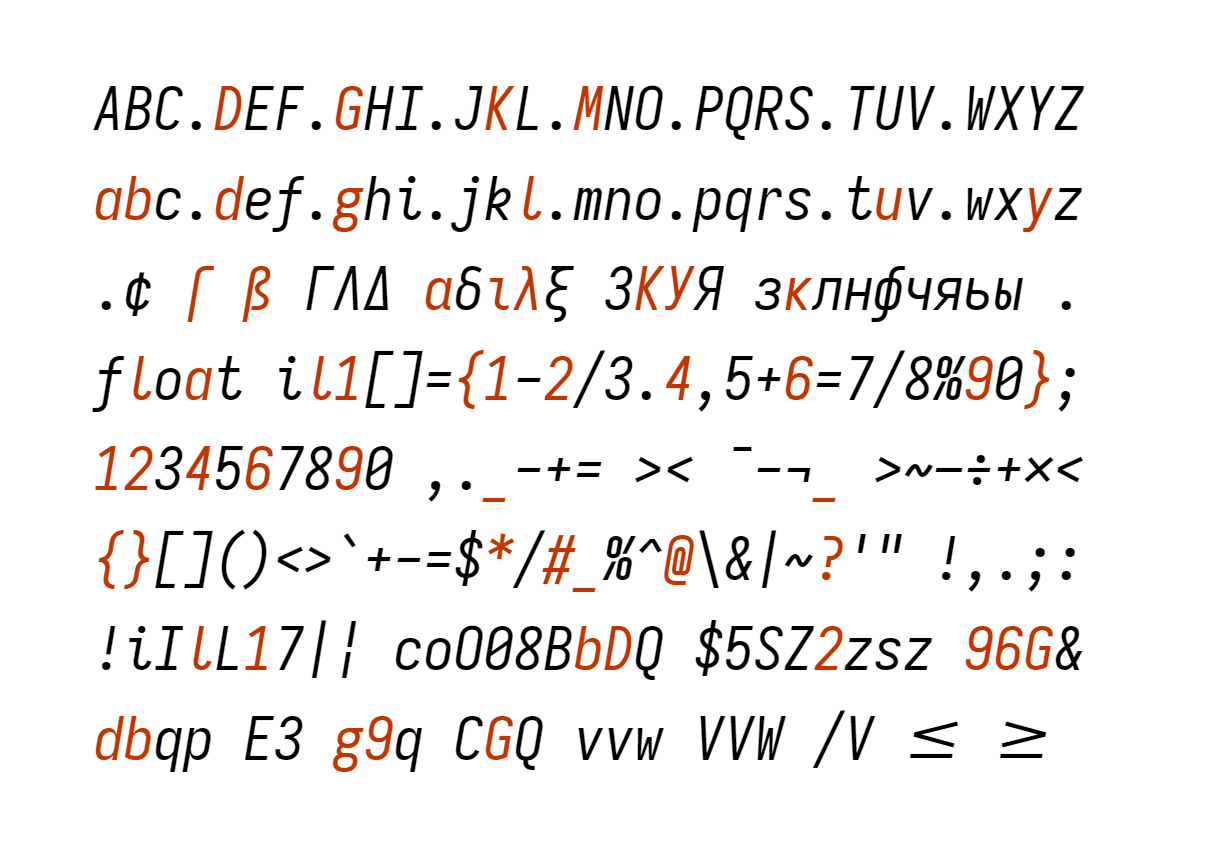 ABC.DEF.GHI.JKL.MNO.PQRS.TUV.WXYZ
abc.def.ghi.jkl.mno.pqrs.tuv.wxyz
.¢ ⌠ ß ΓΛΔ αδιλξ ЗКУЯ зклнфчяьы .
float il1[]={1-2/3.4,5+6=7/8%90};
1234567890 ,._-+= >< ¯-¬_ >~–÷+×<
{}[]()<>`+-=$*/#_%^@\&|~?'" !,.;:
!iIlL17|¦ coO08BbDQ $5SZ2zsz 96G&
dbqp E3 g9q CGQ vvw VVW /V ≤ ≥